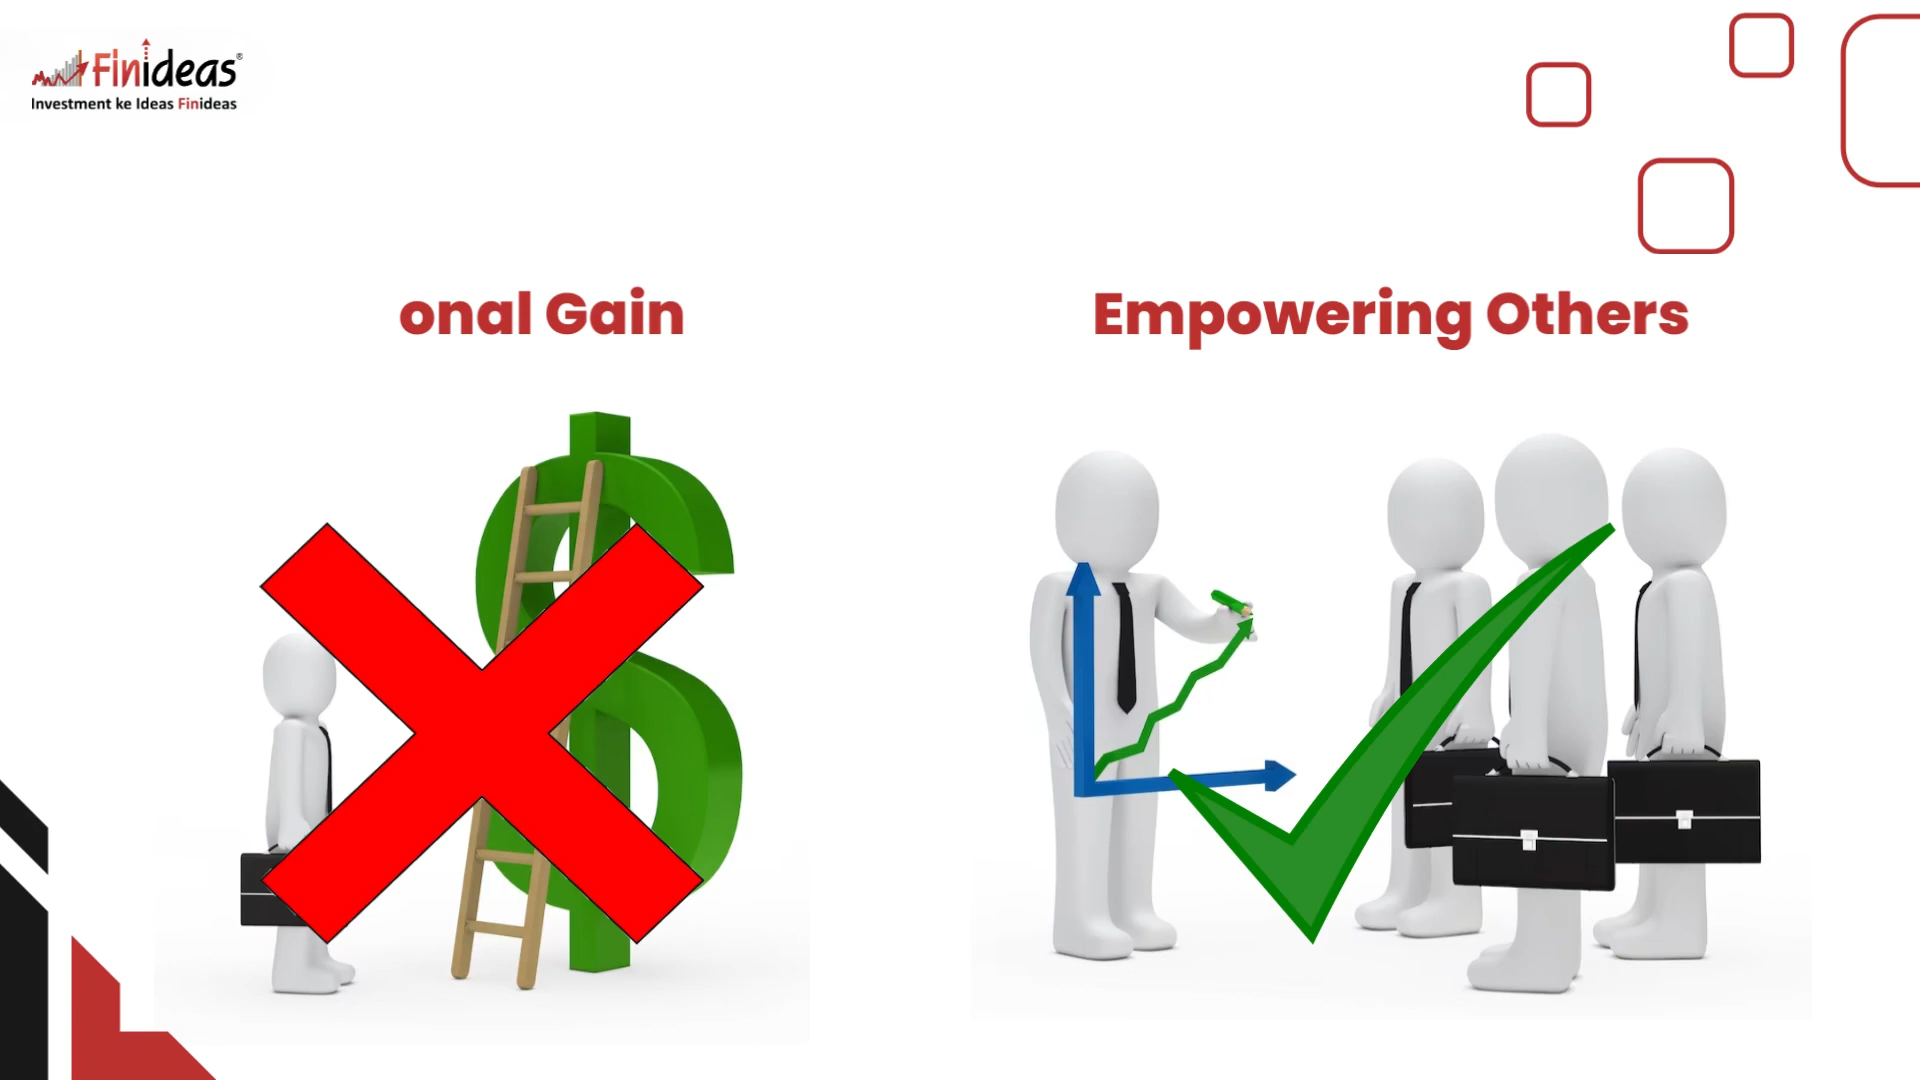 Finideas®
Investment ke Ideas Finideas
onal Gain
Empowering Others